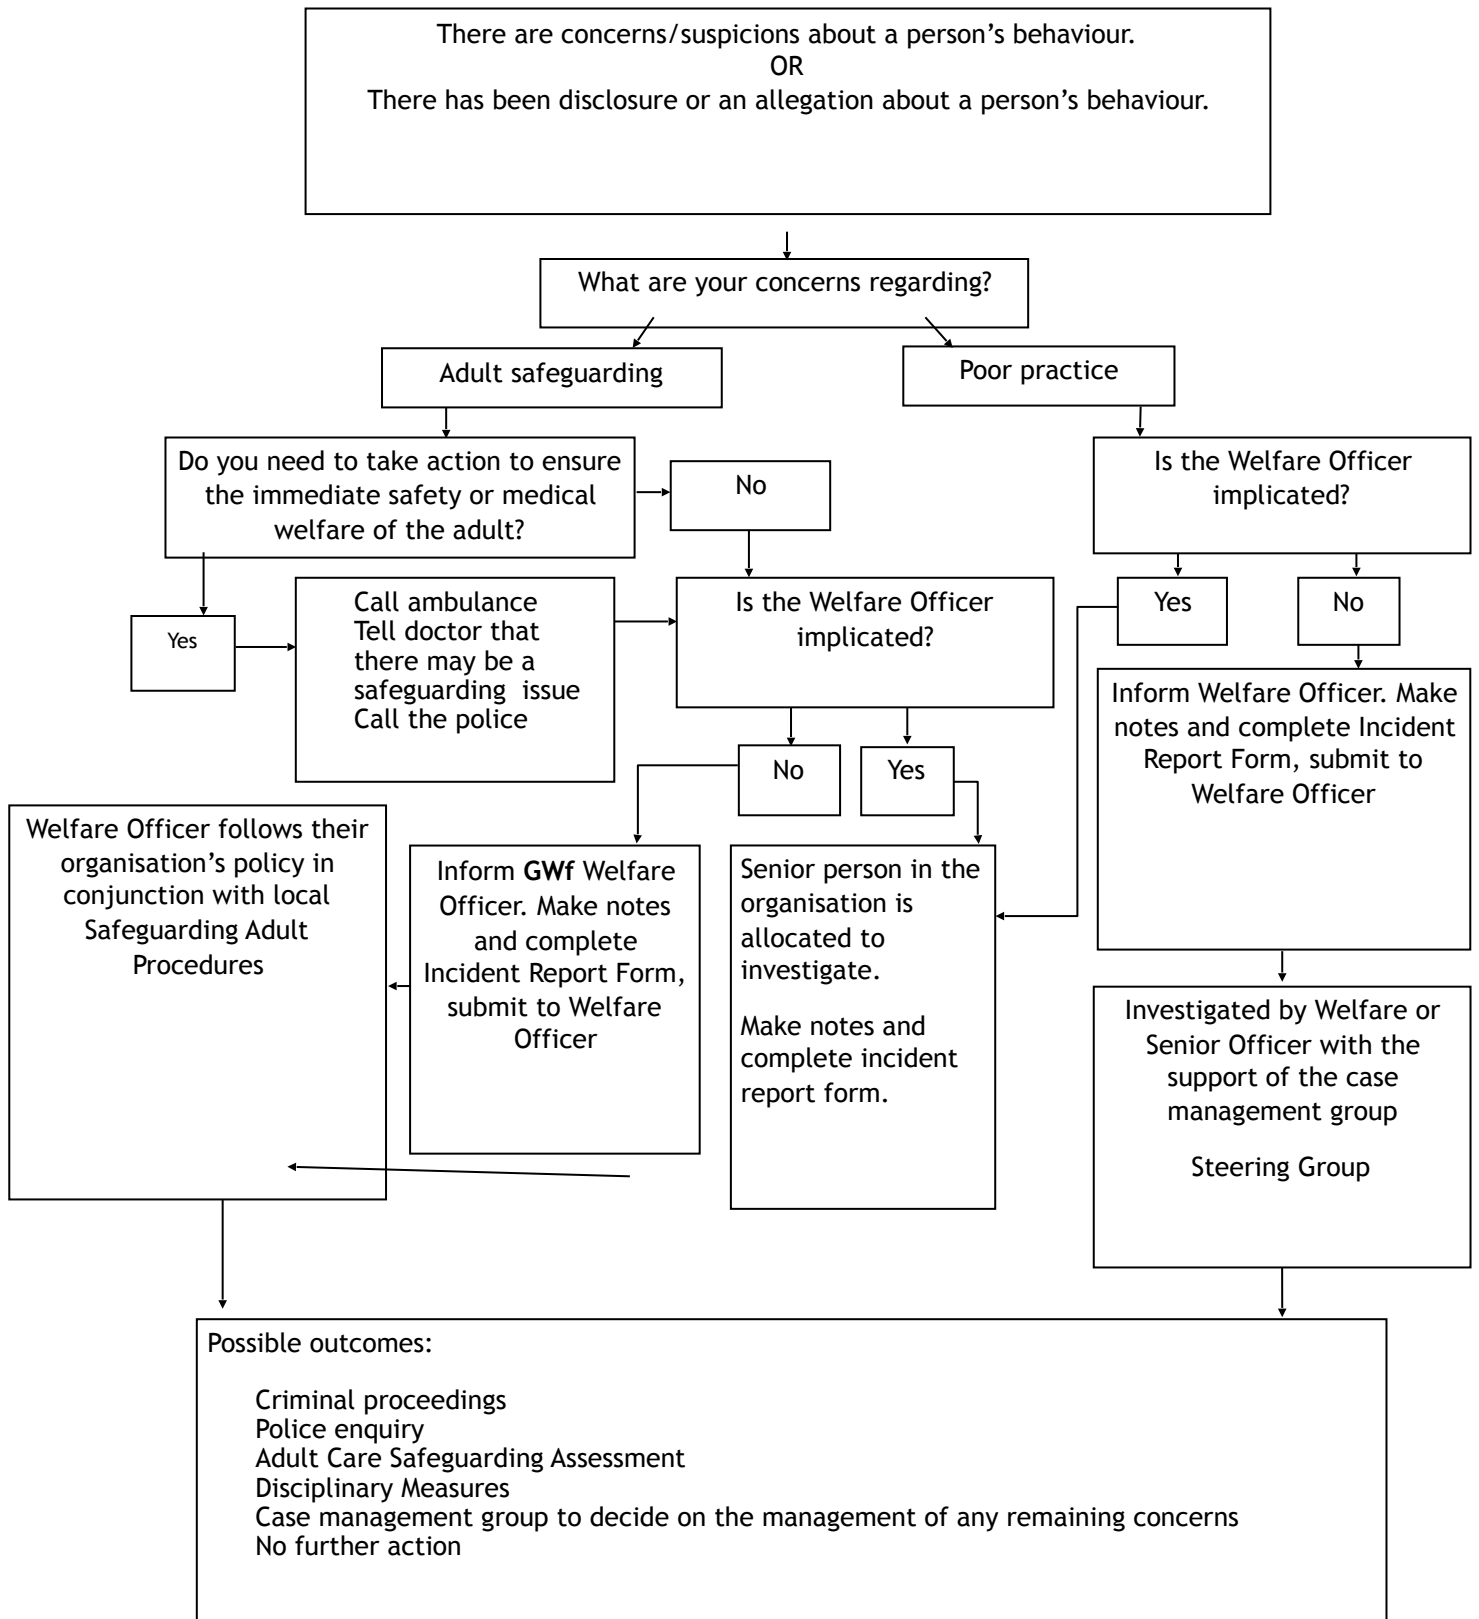 There are concerns/suspicions about a person’s behaviour.
OR
There has been disclosure or an allegation about a person’s behaviour.
What are your concerns regarding?
Adult safeguarding
Poor practice
Do you need to take action to ensure
the immediate safety or medical
welfare of the adult?
No
Is the Welfare Officer
implicated?
Yes
Call ambulance
Tell doctor that
there may be a
safeguarding issue
Call the police
Is the Welfare Officer
implicated?
Yes
No
No
Yes
Inform Welfare Officer. Make
notes and complete Incident
Report Form, submit to
Welfare Officer
Welfare Officer follows their
organisation’s policy in
conjunction with local
Safeguarding Adult
Procedures
Inform GWf Welfare
Officer. Make notes
and complete
Incident Report Form,
submit to Welfare
Officer
Senior person in the
organisation is
allocated to
investigate.
Make notes and
complete incident
report form.
Investigated by Welfare or
Senior Officer with the
support of the case
management group
Steering Group
Possible outcomes:
Criminal proceedings
Police enquiry
Adult Care Safeguarding Assessment
Disciplinary Measures
Case management group to decide on the management of any remaining concerns
No further action